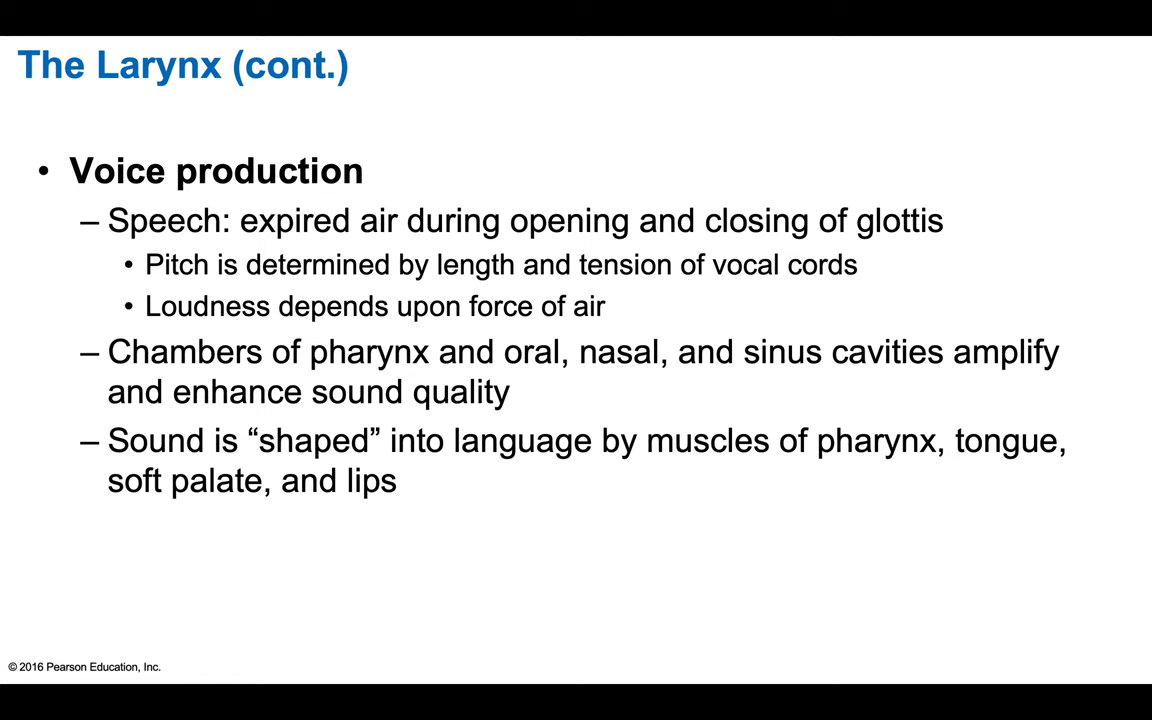 The Larynx (cont.)
• Voice production
– Speech: expired air during opening and closing of glottis
• Pitch is determined by length and tension of vocal cords
• Loudness depends upon force of air
– Chambers of pharynx and oral, nasal, and sinus cavities amplify
and enhance sound quality
– Sound is “shaped” into language by muscles of pharynx, tongue,
soft palate, and lips
© 2016 Pearson Education, Inc.